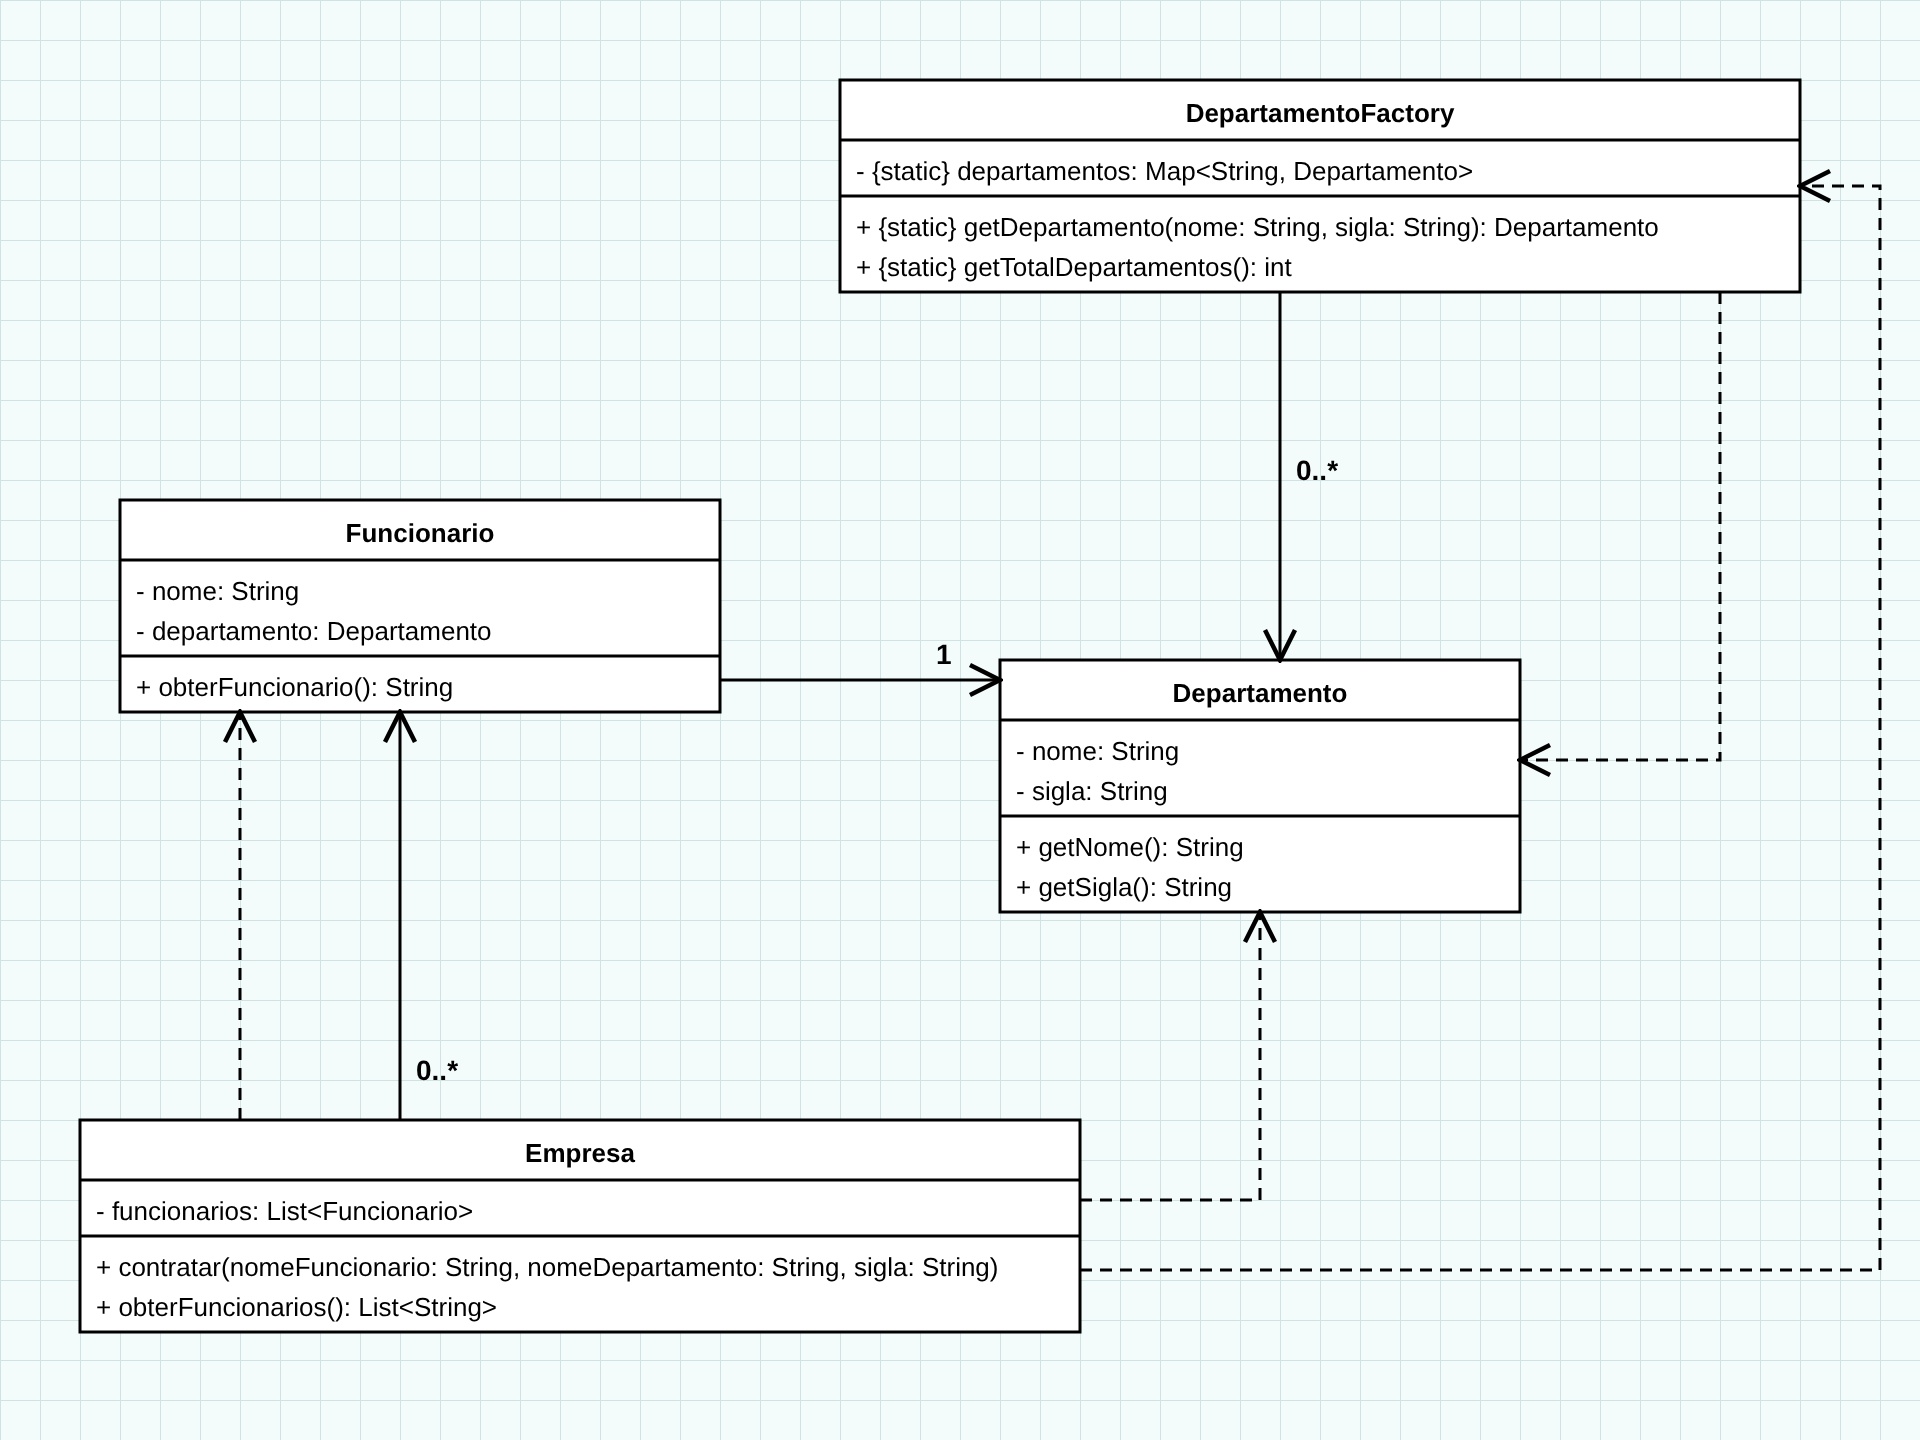 DepartamentoFactory
- {static} departamentos: Map<String, Departamento>
+ {static} getDepartamento(nome: String, sigla: String): Departamento
+ {static} getTotalDepartamentos(): int
0..*
Funcionario
- nome: String
- departamento: Departamento
+ obterFuncionario(): String
1
Departamento
- nome: String
- sigla: String
+ getNome(): String
+ getSigla(): String
0..*
Empresa
- funcionarios: List<Funcionario>
+ contratar(nomeFuncionario: String, nomeDepartamento: String, sigla: String)
+ obterFuncionarios(): List<String>